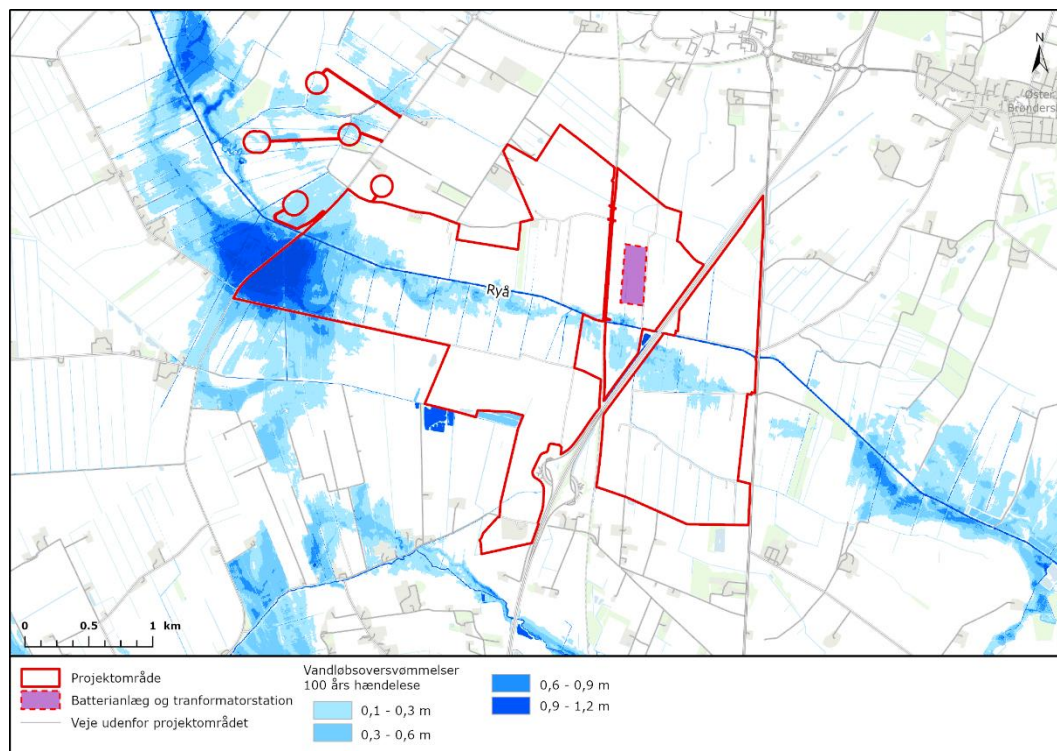 N
Øster
Brønders
Ryå
0 0.5 1 km
Projektområde
Batterianlæg og tranformatorstation
Veje udenfor projektområdet
Vandløbsoversvømmelser
100 års hændelese
0,1 - 0,3 m
0,3 - 0,6 m
0,6 - 0,9 m
0,9 - 1,2 m